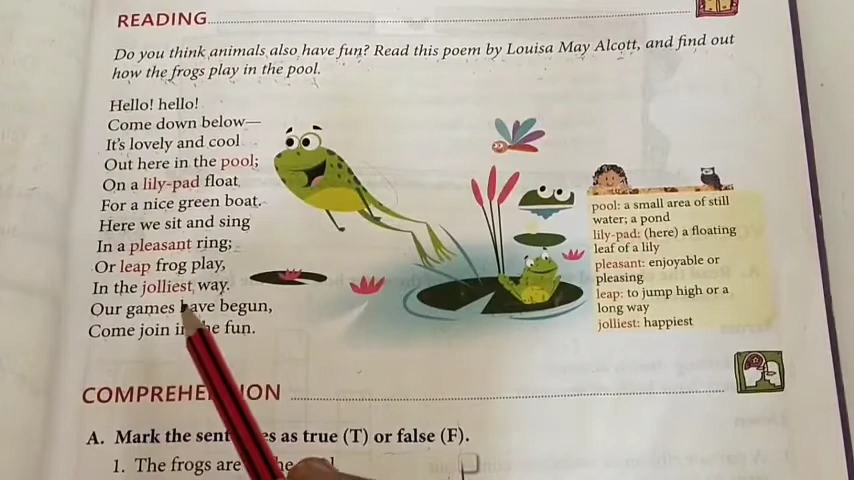 READING
Do you think animals also have fun? Read this poem by Louisa May Alcott, and find out
how the frogs play in the pool.
Hello! hello!
Come down below—
It's lovely and cool
Out here in the pool;
On a lily-pad float
For a nice green boat.
Here we sit and sing
In a pleasant ring;
Or leap frog play,
In the jolliest way.
Our games have begun,
Come join in the fun.
pool: a small area of still
water; a pond
lily-pad: (here) a floating
leaf of a lily
pleasant: enjoyable or
pleasing
leap: to jump high or a
long way
jolliest: happiest
COMPREHENSION
A. Mark the sentences as true (T) or false (F).
1. The frogs are